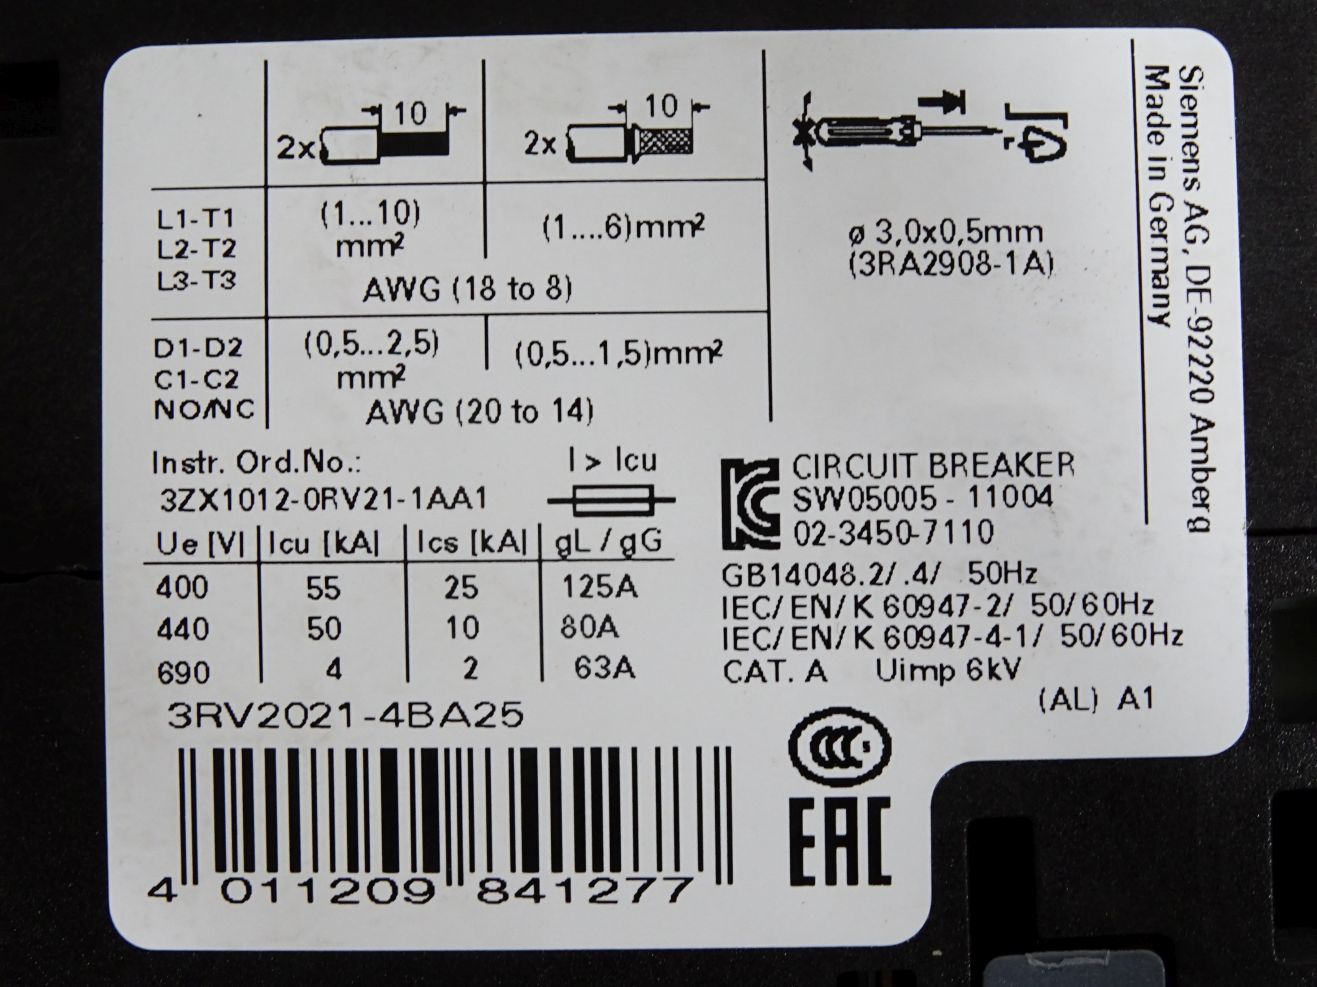 2x 10
2x 10
L1-T1
L2-T2
L3-T3
(1...10)
mm²
(1....6)mm²
AWG (18 to 8)
D1-D2
C1-C2
NO/NC
(0,5...2,5)
mm²
(0,5...1,5)mm²
AWG (20 to 14)
ø 3,0x0,5mm
(3RA2908-1A)
Siemens AG, DE-92220 Amberg
Made in Germany
Instr. Ord.No.:
3ZX1012-0RV21-1AA1
I > Icu
Ue [V] Icu [kA] Ics [kA] gL / gG
400 55 25 125A
440 50 10 80A
690 4 2 63A
CIRCUIT BREAKER
SW05005 - 11004
02-3450-7110
GB14048.2/ .4/ 50Hz
IEC/ EN/ K 60947-2/ 50/60Hz
IEC/ EN/ K 60947-4-1/ 50/60Hz
CAT. A Uimp 6kV
(AL) A1
3RV2021-4BA25
4 011209 841277
CCC S
EAC